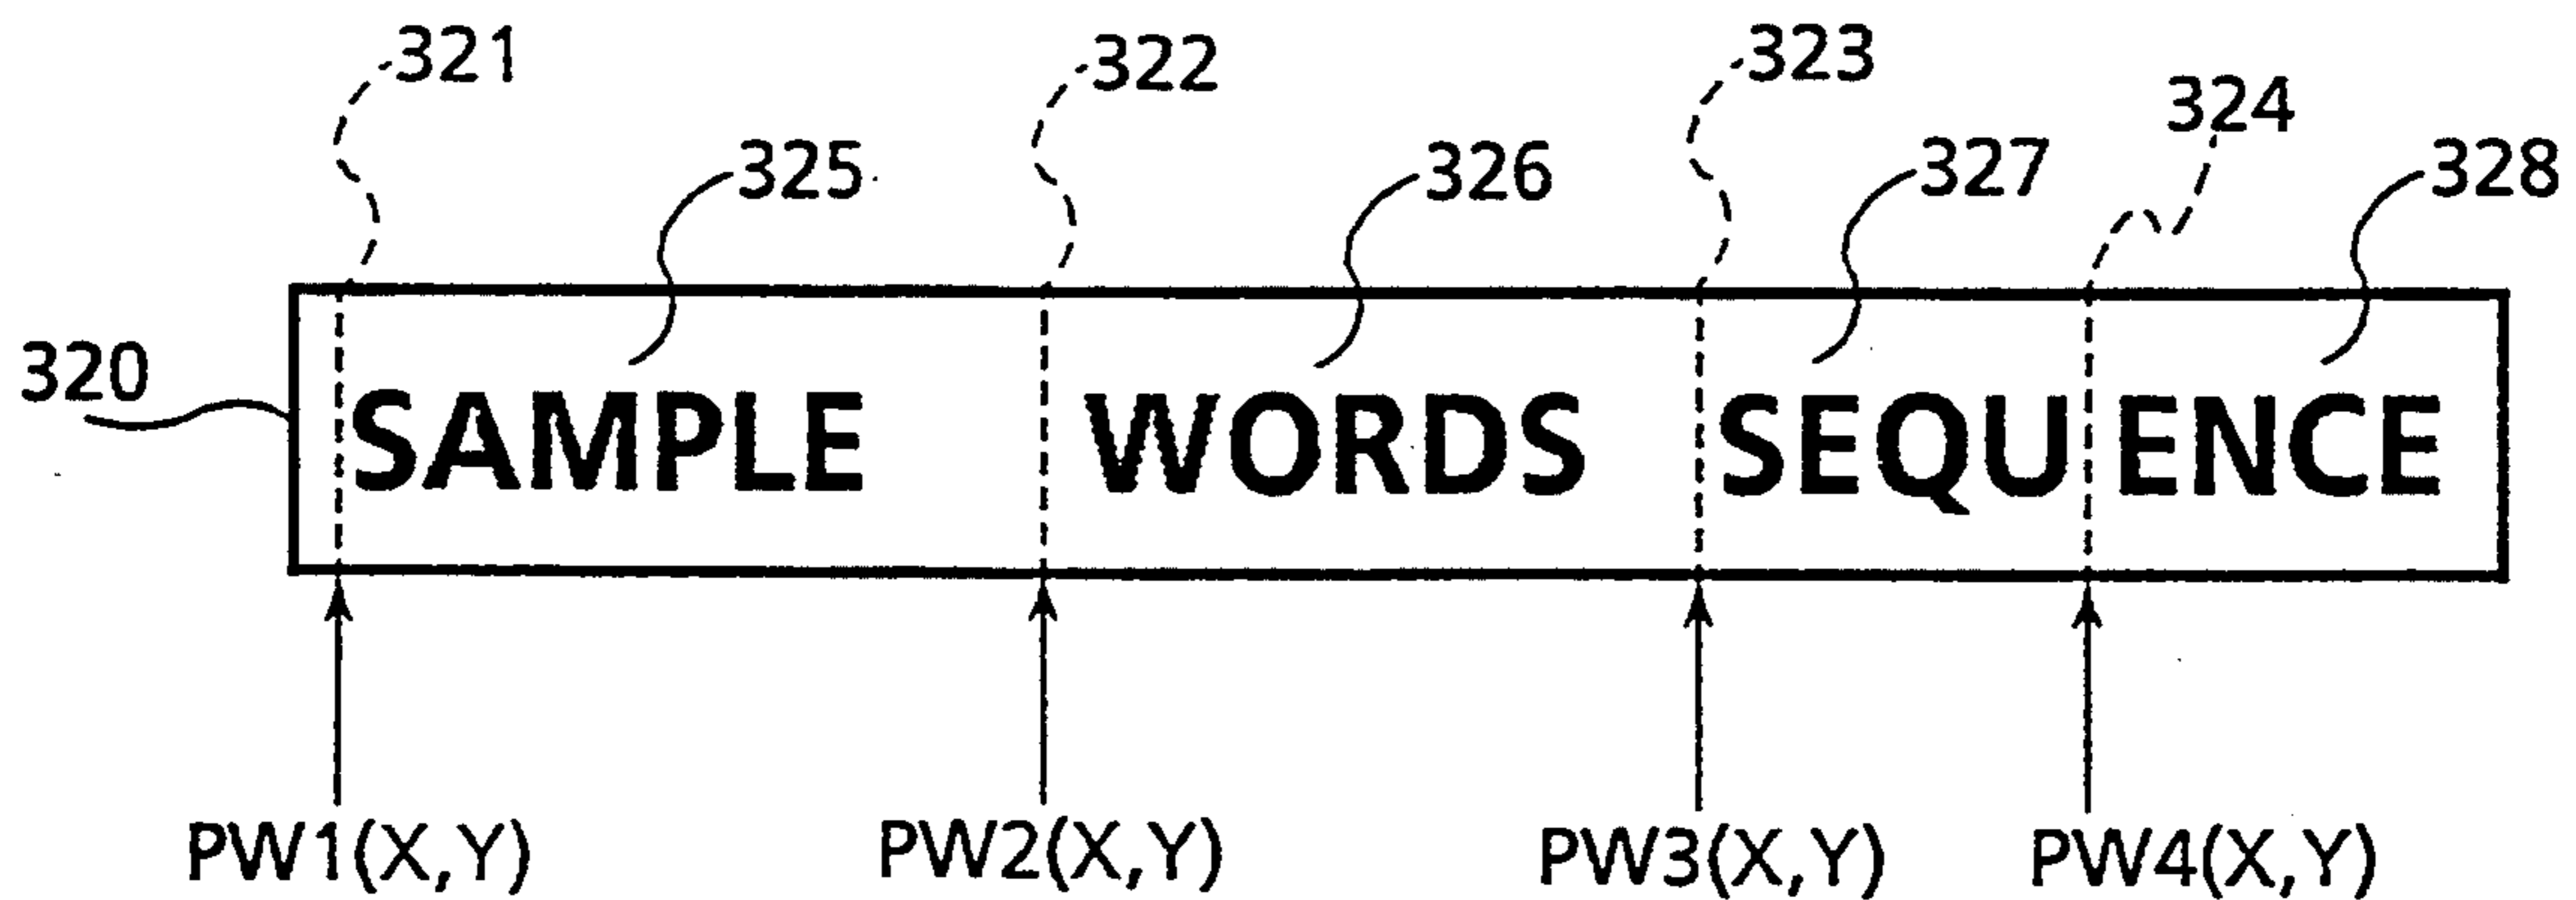 321 322 323 324
325 326 327 328
320
SAMPLE WORDS SEQU ENCE
PW1(X,Y) PW2(X,Y) PW3(X,Y) PW4(X,Y)